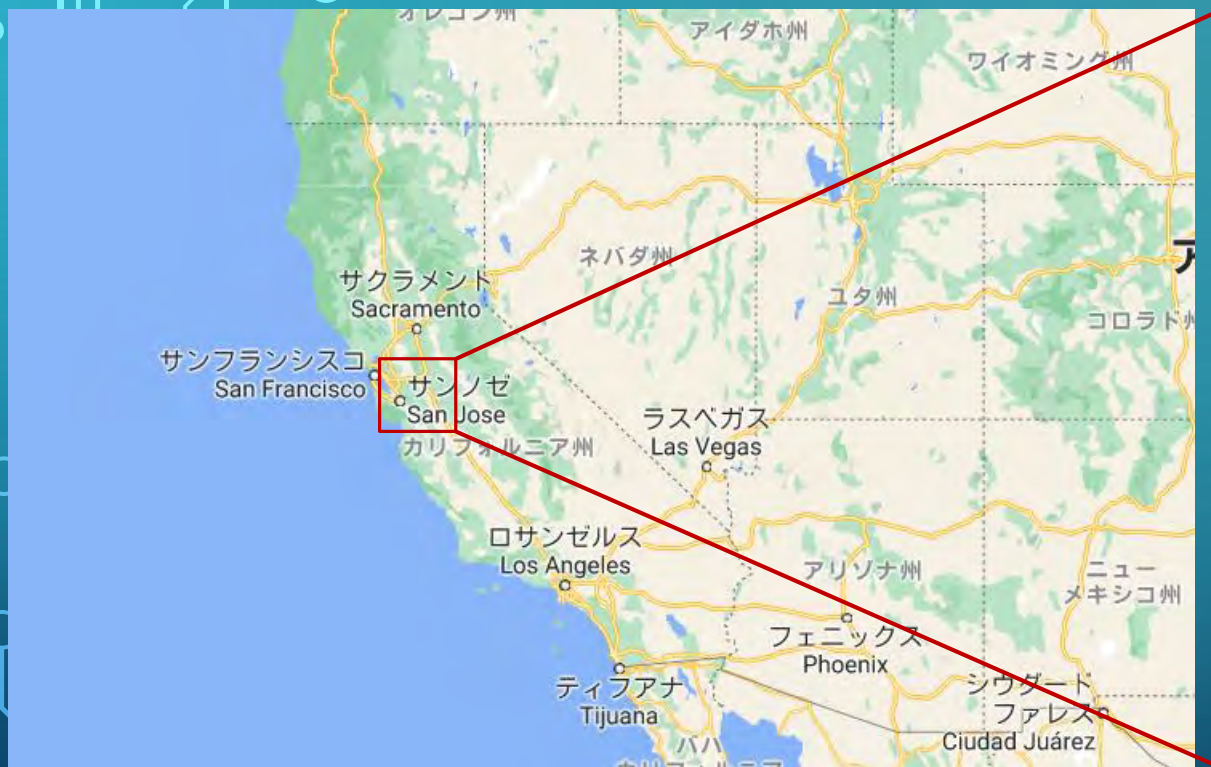 オレゴン州
アイダホ州
ワイオミング州
ネバダ州
サクラメント
Sacramento
ユタ州
コロラド州
サンフランシスコ
San Francisco
サンノゼ
San Jose
カリフォルニア州
ラスベガス
Las Vegas
ロサンゼルス
Los Angeles
アリゾナ州
ニュー
メキシコ州
フェニックス
Phoenix
ティフアナ
Tijuana
シウダード
ファレス
Ciudad Juárez
バハ